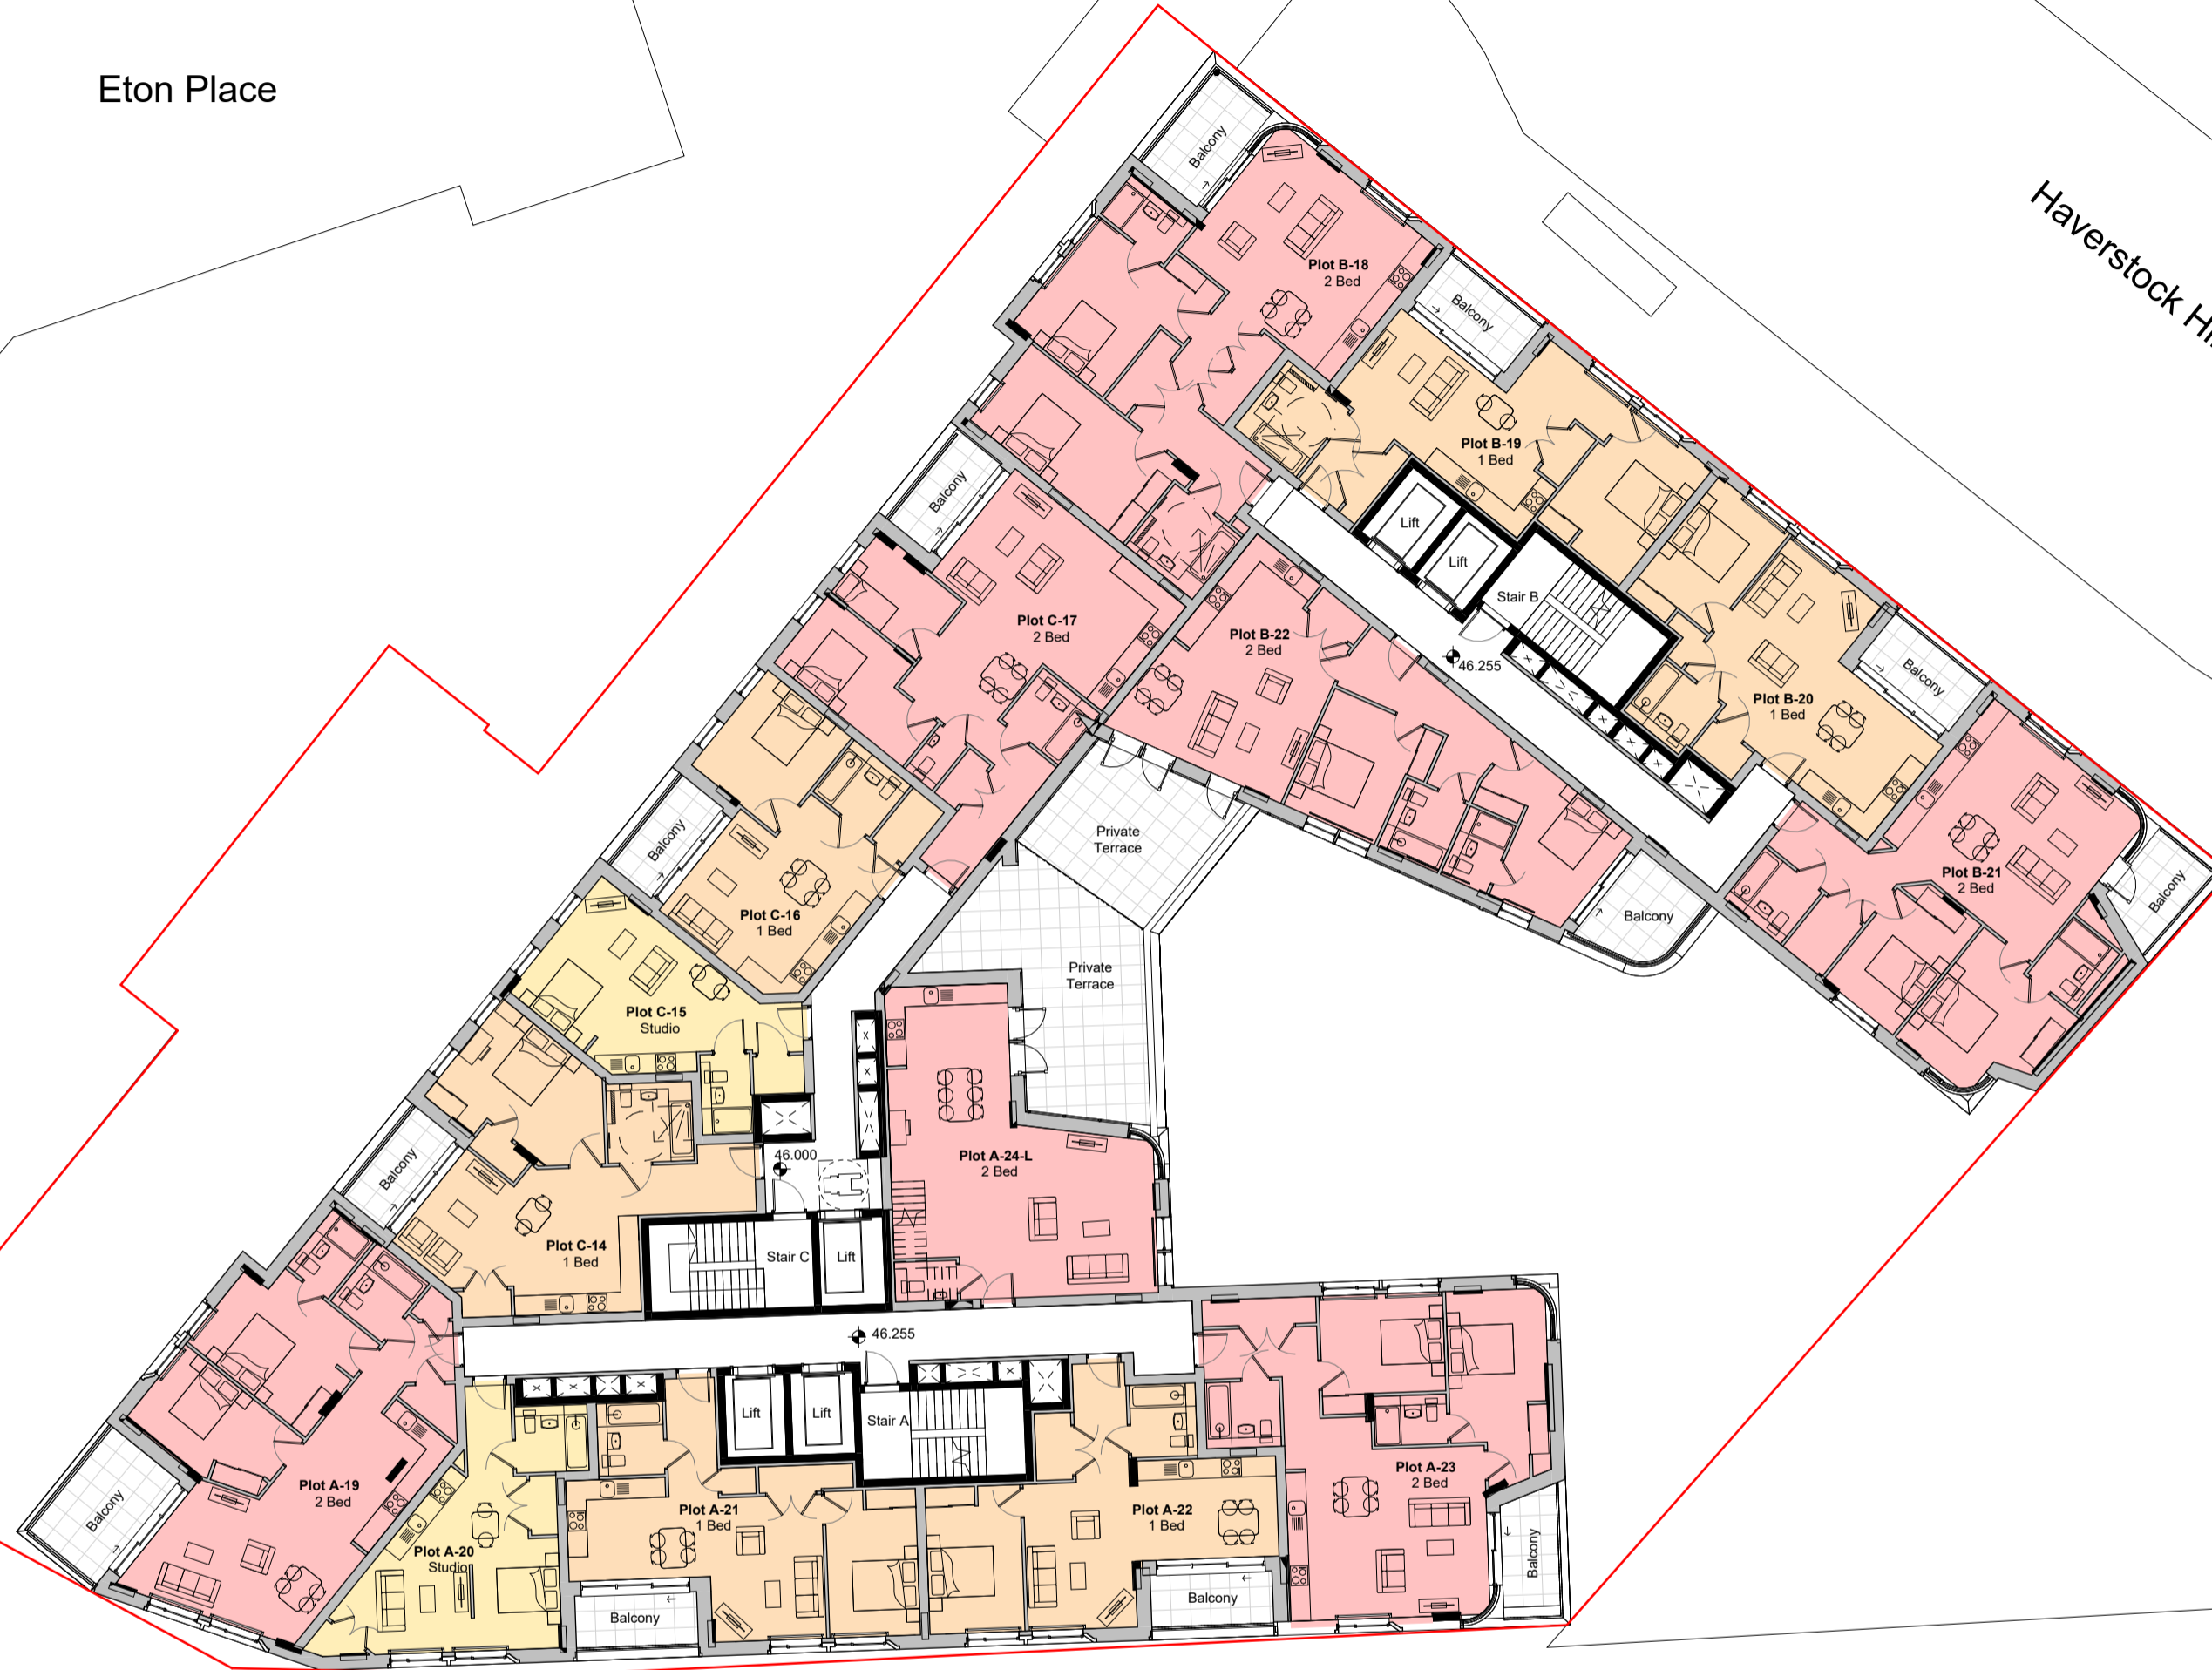 Eton Place
Haverstock
Balcony
Plot B-18
2 Bed
Balcony
Plot B-19
1 Bed
Balcony
Lift
Lift
Stair B
Plot C-17
2 Bed
Plot B-22
2 Bed
46.255
Balcony
Plot B-20
1 Bed
Balcony
Private
Terrace
Plot B-21
2 Bed
Balcony
Plot C-16
1 Bed
Balcony
Private
Terrace
Plot C-15
Studio
46.000
Plot A-24-L
2 Bed
Balcony
Plot C-14
1 Bed
Stair C
Lift
46.255
Lift
Lift
Stair A
Plot A-19
2 Bed
Balcony
Plot A-20
Studio
Plot A-21
1 Bed
Plot A-22
1 Bed
Plot A-23
2 Bed
Balcony
Balcony
Balcony